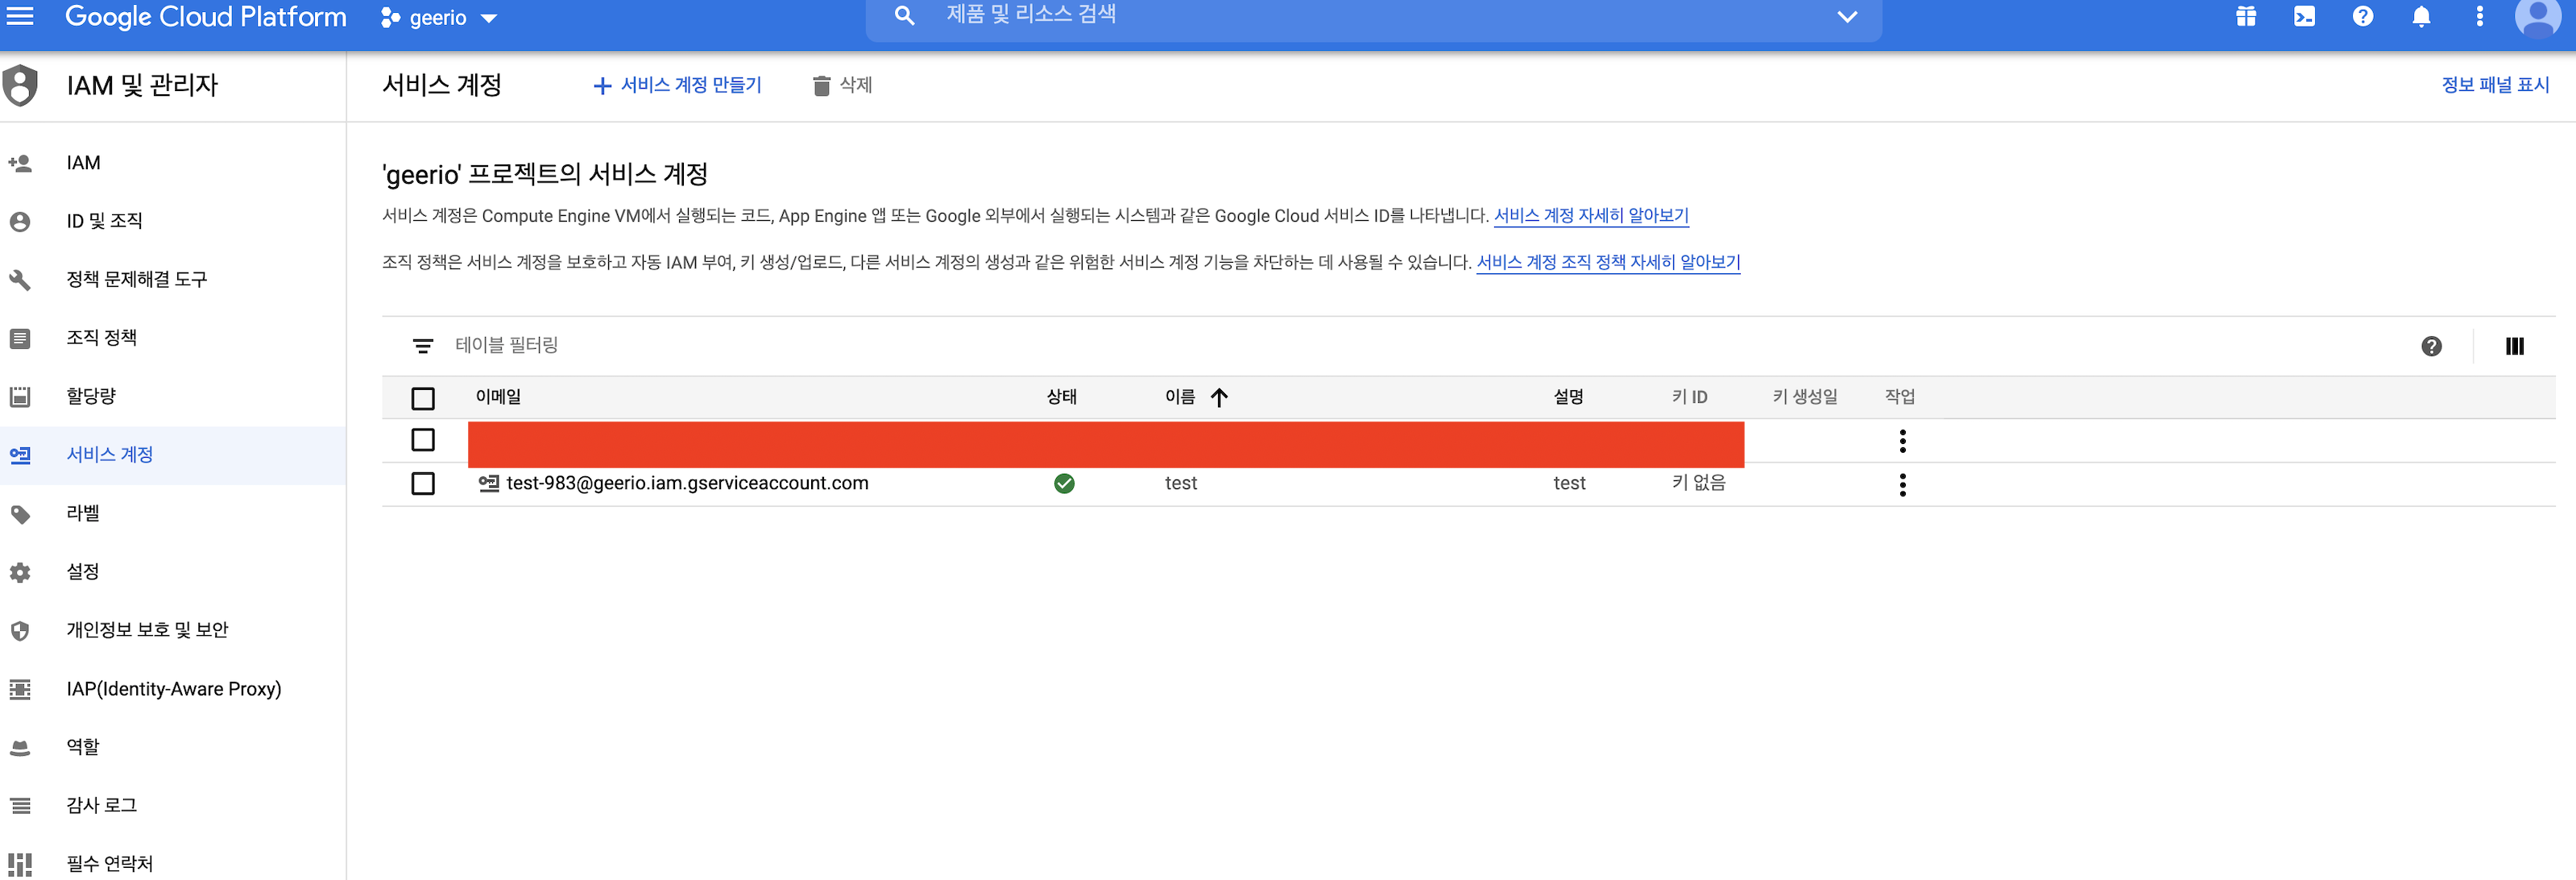 Google Cloud Platform geerio 제품 및 리소스 검색
IAM 및 관리자 서비스 계정 서비스 계정 만들기 삭제 정보 패널 표시
IAM
ID 및 조직
정책 문제해결 도구
조직 정책
할당량
서비스 계정
라벨
설정
개인정보 보호 및 보안
IAP(Identity-Aware Proxy)
역할
감사 로그
필수 연락처
'geerio' 프로젝트의 서비스 계정
서비스 계정은 Compute Engine VM에서 실행되는 코드, App Engine 앱 또는 Google 외부에서 실행되는 시스템과 같은 Google Cloud 서비스 ID를 나타냅니다. 서비스 계정 자세히 알아보기
조직 정책은 서비스 계정을 보호하고 자동 IAM 부여, 키 생성/업로드, 다른 서비스 계정의 생성과 같은 위험한 서비스 계정 기능을 차단하는 데 사용될 수 있습니다. 서비스 계정 조직 정책 자세히 알아보기
테이블 필터링
이메일 상태 이름 설명 키 ID 키 생성일 작업
test-983@geerio.iam.gserviceaccount.com test test 키 없음